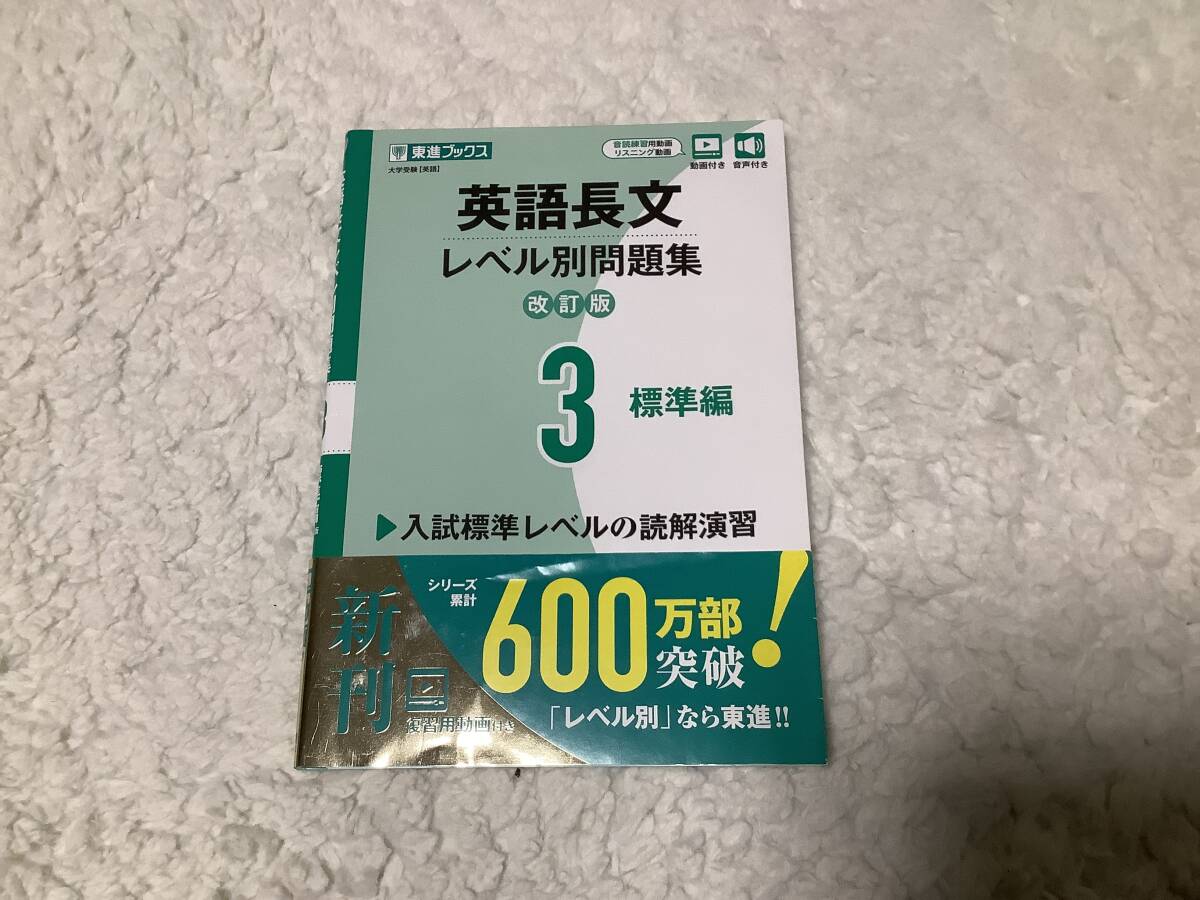 東進ブックス
大学受験【英語】
音読練習用動画
リスニング動画
動画付き
音声付き
英語長文
レベル別問題集
改訂版
3
標準編
▶入試標準レベルの読解演習
新刊
復習用動画付き
シリーズ
累計
600万部
突破!
「レベル別」なら東進!!